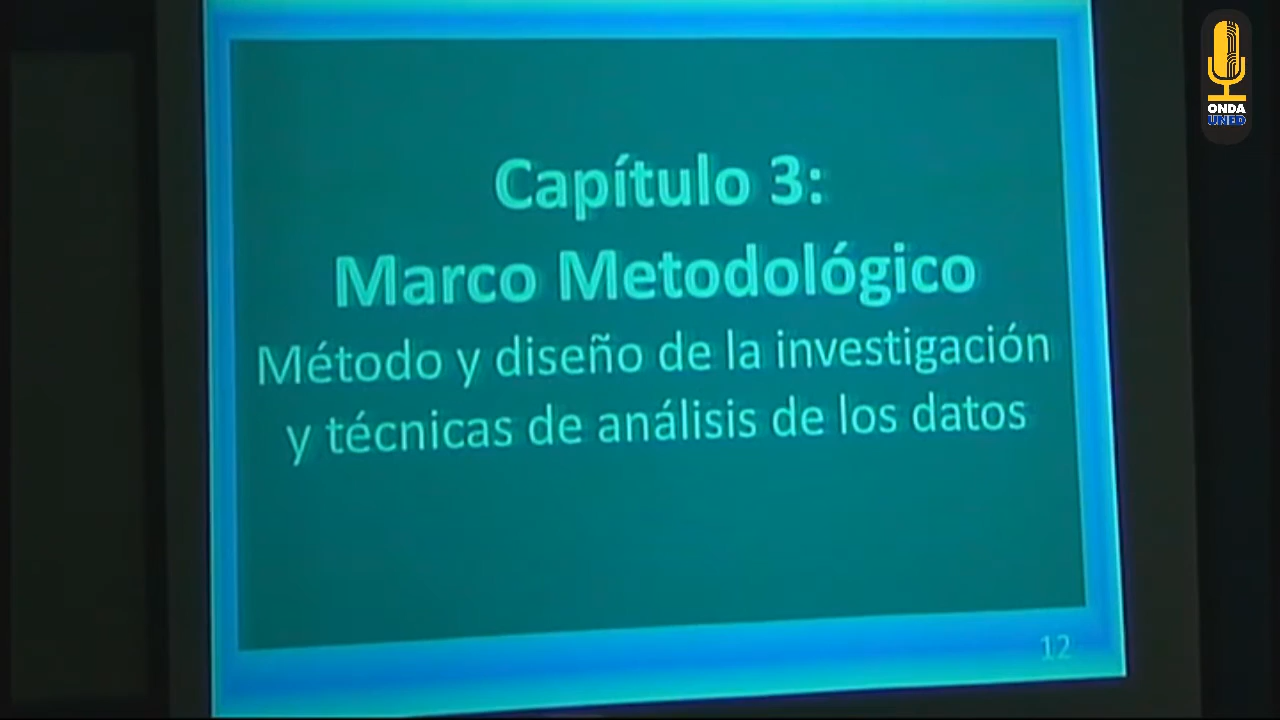 Capítulo 3:
Marco Metodológico
Método y diseño de la investigación
y técnicas de análisis de los datos
12
ONDA
UNED